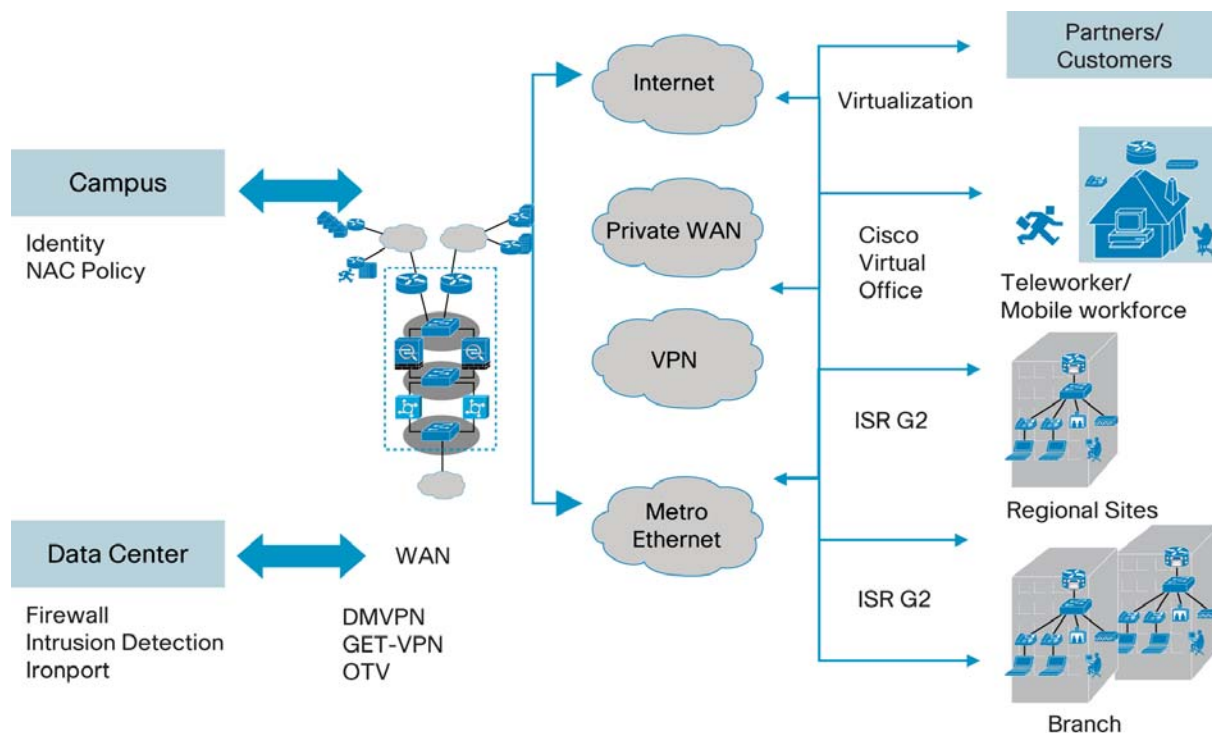 Campus
Identity
NAC Policy
Data Center
Firewall
Intrusion Detection
Ironport
WAN
DMVPN
GET-VPN
OTV
Internet
Private WAN
VPN
Metro
Ethernet
Virtualization
Cisco
Virtual
Office
ISR G2
ISR G2
Partners/
Customers
Teleworker/
Mobile workforce
Regional Sites
Branch